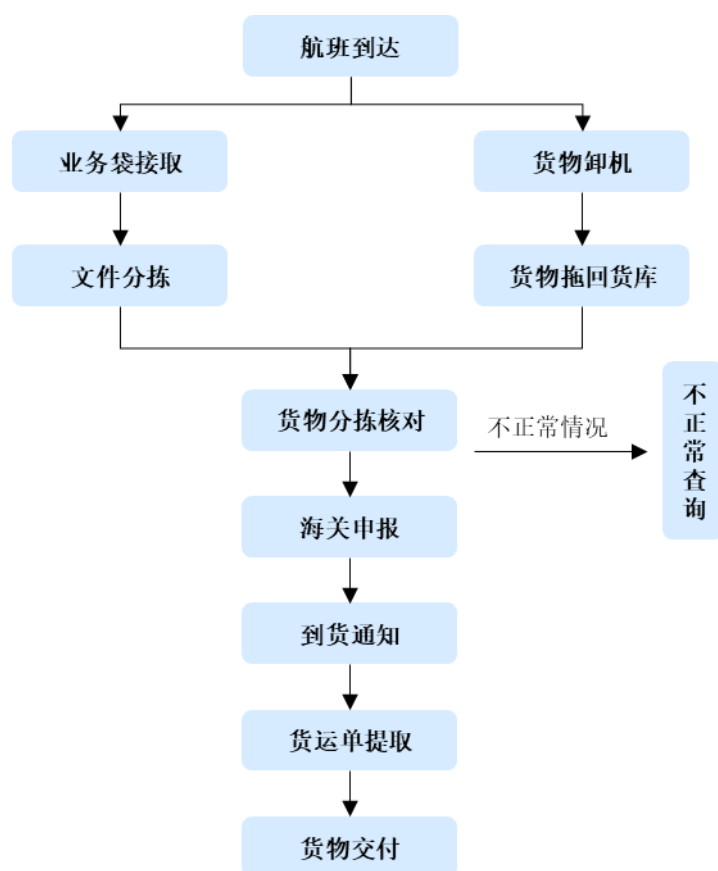 航班到达
业务袋接取
货物卸机
文件分拣
货物拖回货库
货物分拣核对
不正常情况
不正常查询
海关申报
到货通知
货运单提取
货物交付